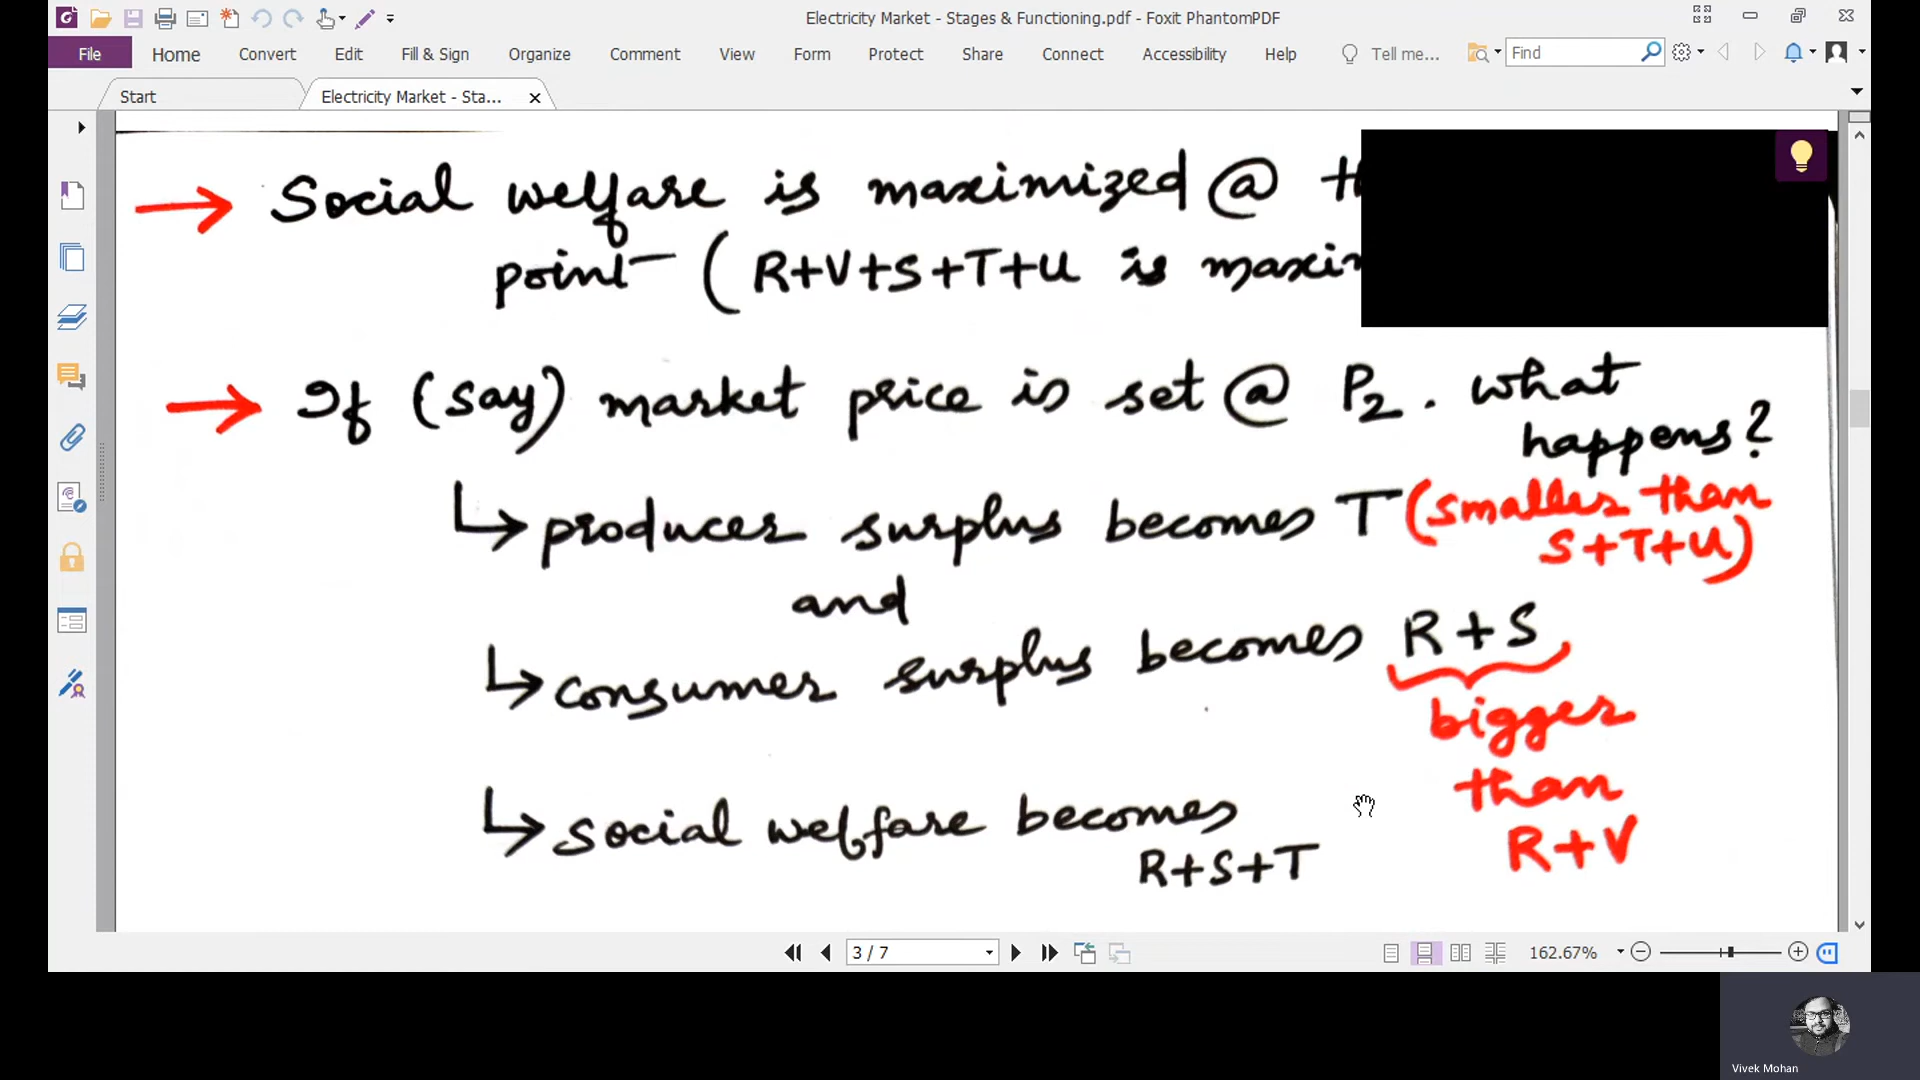 Electricity Market - Stages & Functioning.pdf - Foxit PhantomPDF
File Home Convert Edit Fill & Sign Organize Comment View Form Protect Share Connect Accessibility Help Tell me... Find
Start Electricity Market - Sta...
Social welfare is maximized @
point (R+V+S+T+U is
If (say) market price is set @ P2. what
happens?
producer surplus becomes T (smaller than
S+T+U)
and
consumer surplus becomes R+S
bigger
than
R+V
social welfare becomes
R+S+T
3 / 7 162.67%
Vivek Mohan